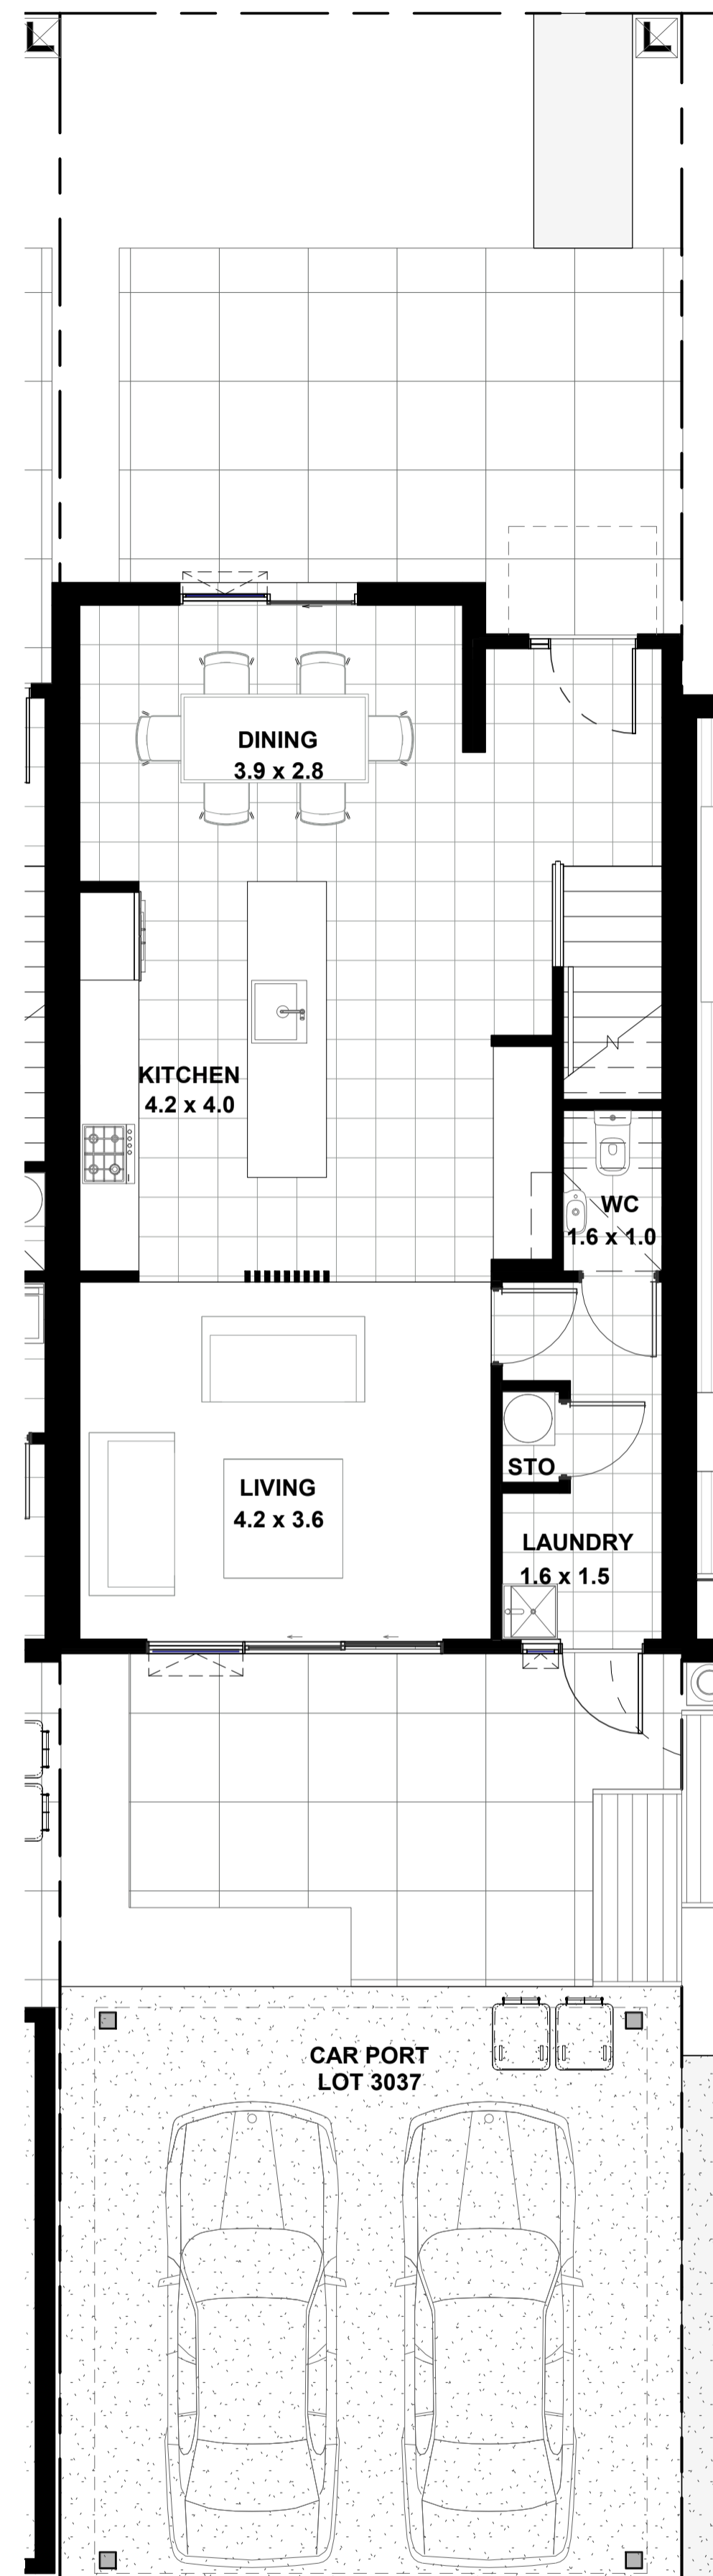 DINING
3.9 x 2.8
KITCHEN
4.2 x 4.0
WC
1.6 x 1.0
STO
LIVING
4.2 x 3.6
LAUNDRY
1.6 x 1.5
CAR PORT
LOT 3037